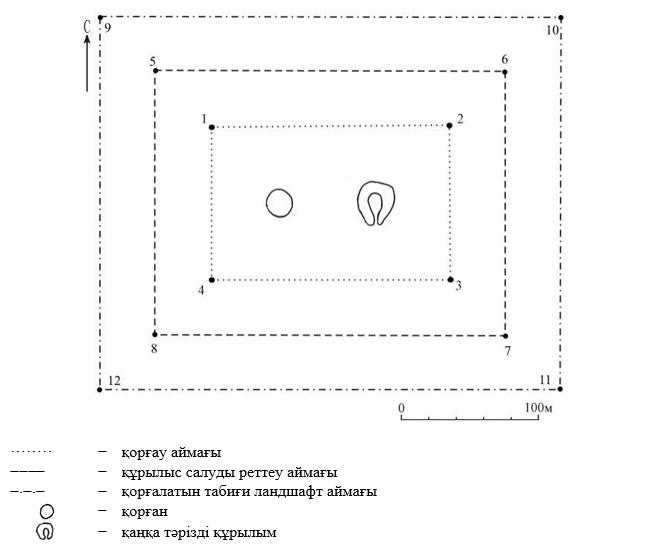 С
9
10
5
6
1
2
4
3
8
7
12
11
0
100м
– қорғау аймағы
– құрылыс салуды реттеу аймағы
– қорғалатын табиғи ландшафт аймағы
– қорған
– қаңқа тәрізді құрылым